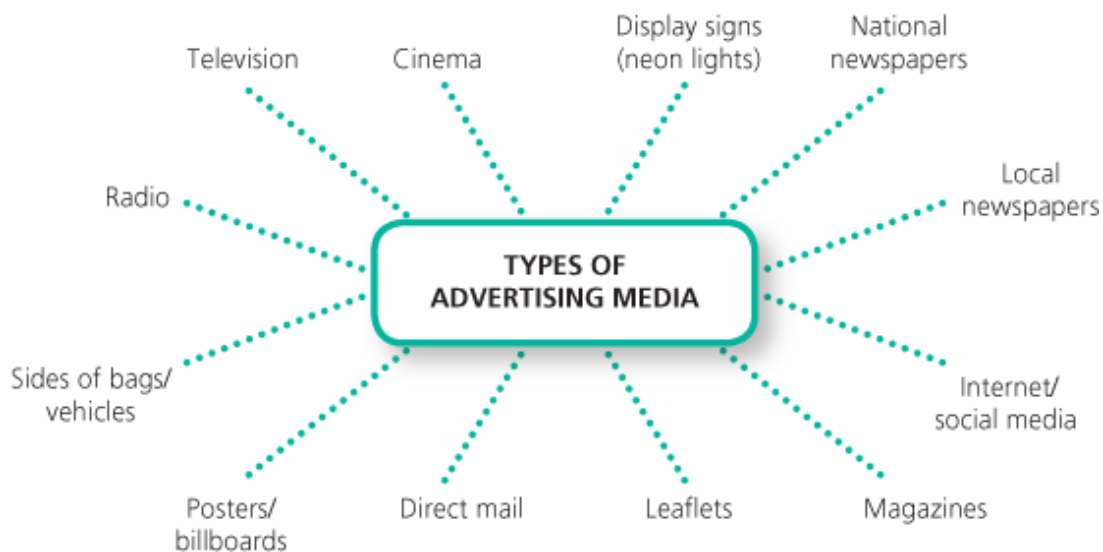 Television
Cinema
Display signs
(neon lights)
National
newspapers
Radio
Local
newspapers
TYPES OF
ADVERTISING MEDIA
Sides of bags/
vehicles
Internet/
social media
Posters/
billboards
Direct mail
Leaflets
Magazines